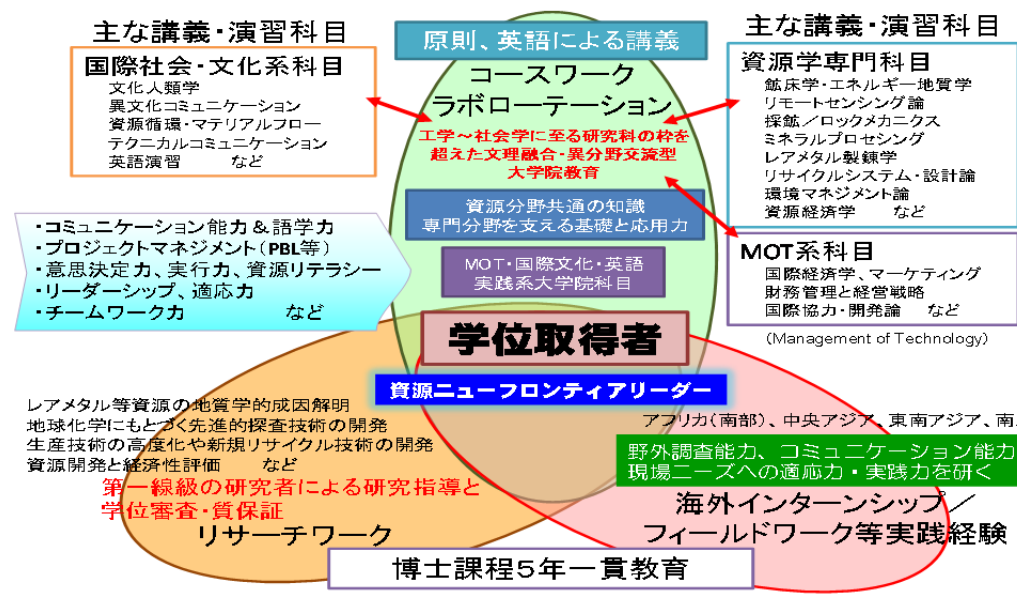 主な講義・演習科目
国際社会・文化系科目
文化人類学
異文化コミュニケーション
資源循環・マテリアルフロー
テクニカルコミュニケーション
英語演習　　など
原則、英語による講義
コースワーク
ラボローテーション
工学～社会学に至る研究科の枠を
超えた文理融合・異分野交流型
大学院教育
資源分野共通の知識
専門分野を支える基礎と応用力
MOT・国際文化・英語
実践系大学院科目
主な講義・演習科目
資源学専門科目
鉱床学・エネルギー地質学
リモートセンシング論
採鉱／ロックメカニクス
ミネラルプロセシング
レアメタル製錬学
リサイクルシステム・設計論
環境マネジメント論
資源経済学　　など
MOT系科目
国際経済学、マーケティング
財務管理と経営戦略
国際協力・開発論　など
(Management of Technology)
・コミュニケーション能力＆語学力
・プロジェクトマネジメント（PBL等）
・意思決定力、実行力、資源リテラシー
・リーダーシップ、適応力
・チームワーク力　　　　　など
学位取得者
資源ニューフロンティアリーダー
レアメタル等資源の地質学的成因解明
地球化学にもとづく先進的探査技術の開発
生産技術の高度化や新規リサイクル技術の開発
資源開発と経済性評価　　など
第一線級の研究者による研究指導と
学位審査・質保証
リサーチワーク
アフリカ（南部）、中央アジア、東南アジア、南
野外調査能力、コミュニケーション能力
現場ニーズへの適応力・実践力を研く
海外インターンシップ／
フィールドワーク等実践経験
博士課程5年一貫教育